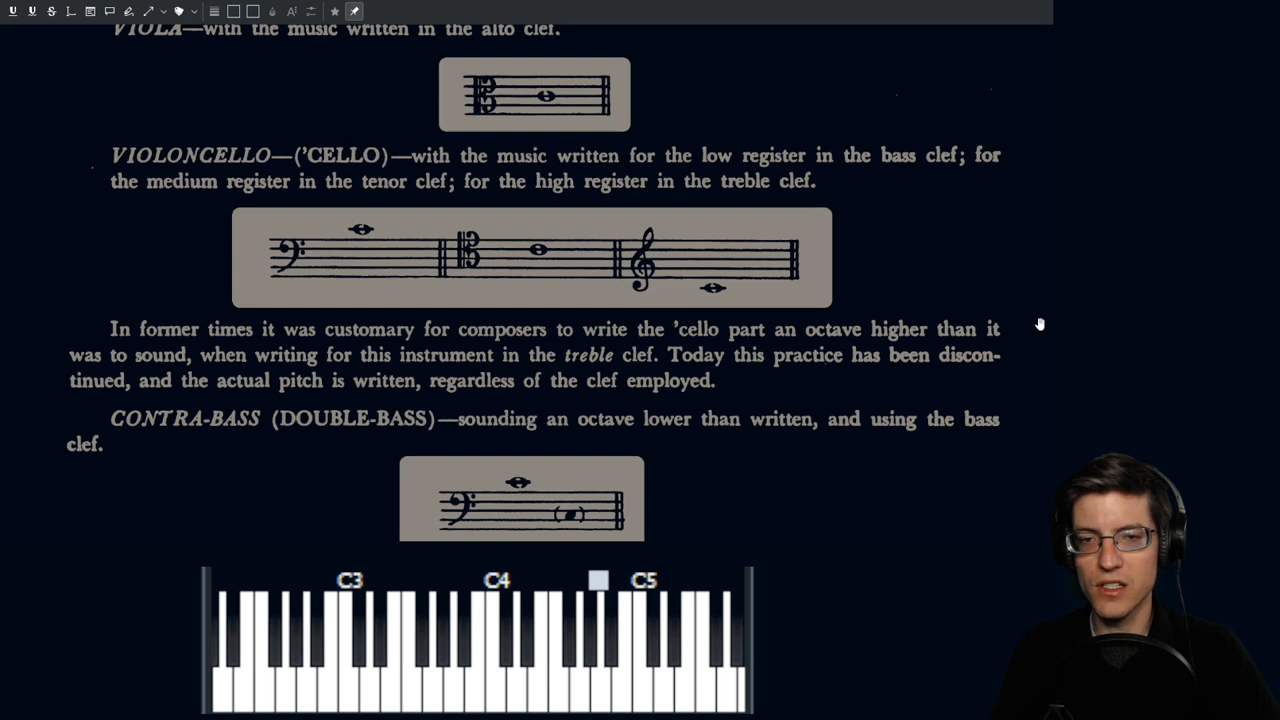 VIOLA—with the music written in the alto clef.
VIOLONCELLO—('CELLO)—with the music written for the low register in the bass clef; for
the medium register in the tenor clef; for the high register in the treble clef.
In former times it was customary for composers to write the 'cello part an octave higher than it
was to sound, when writing for this instrument in the treble clef. Today this practice has been discon-
tinued, and the actual pitch is written, regardless of the clef employed.
CONTRA-BASS (DOUBLE-BASS)—sounding an octave lower than written, and using the bass
clef.
C3 C4 C5